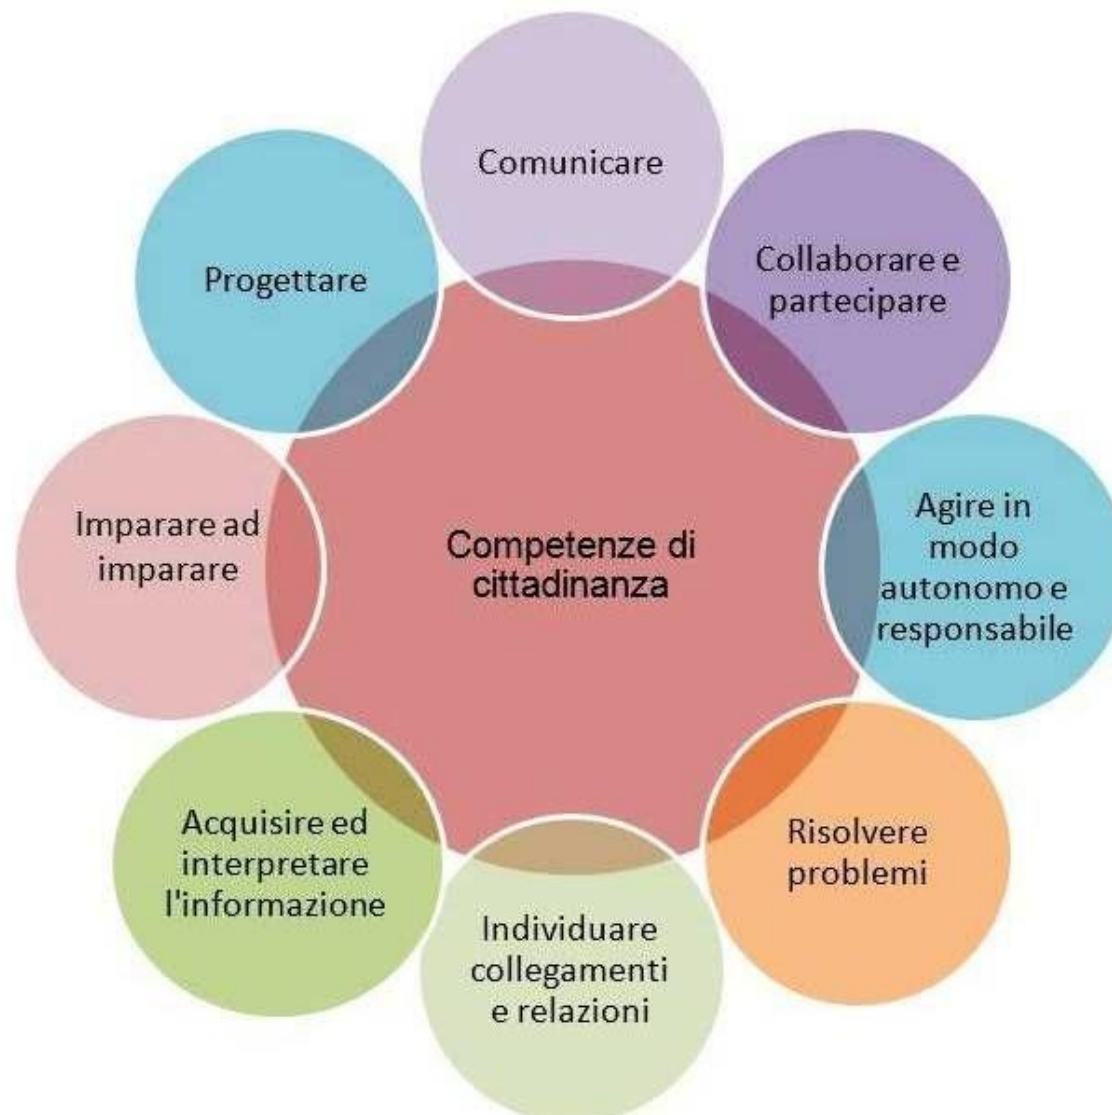 Comunicare
Collaborare e
partecipare
Progettare
Agire in
modo
autonomo e
responsabile
Imparare ad
imparare
Competenze di
cittadinanza
Risolvere
problemi
Acquisire ed
interpretare
l'informazione
Individuare
collegamenti
e relazioni